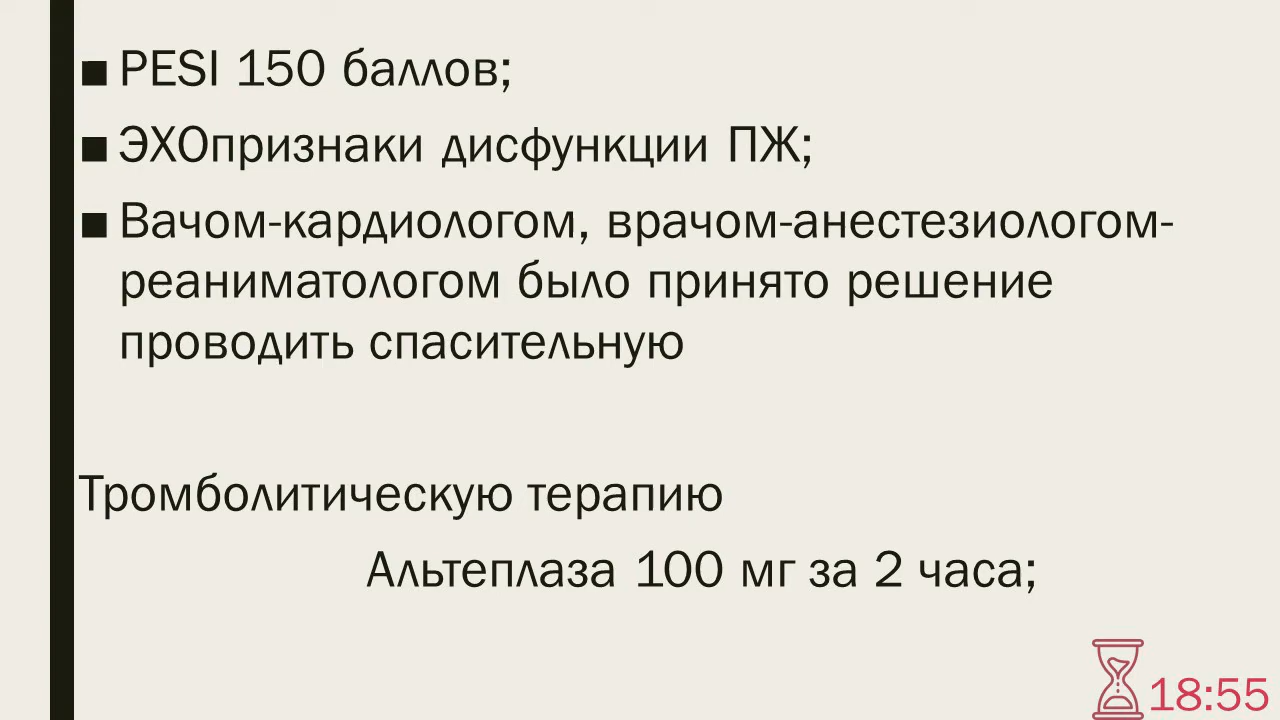 ■ PESI 150 баллов;
■ ЭХОпризнаки дисфункции ПЖ;
■ Вачом-кардиологом, врачом-анестезиологом-
реаниматологом было принято решение
проводить спасительную
Тромболитическую терапию
Альтеплаза 100 мг за 2 часа;
18:55